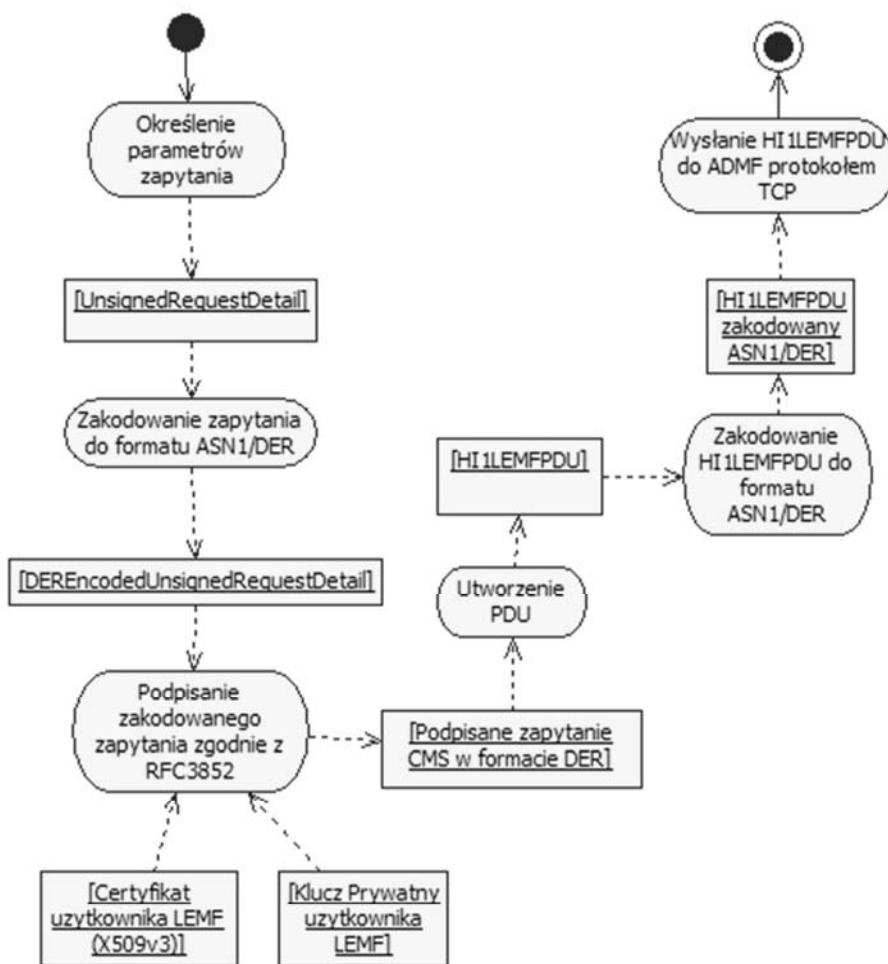 Określenie
parametrów
zapytania
[UnsignedRequestDetail]
Zakodowanie zapytania
do formatu ASN1/DER
[DEREncodedUnsignedRequestDetail]
Podpisanie
zakodowanego
zapytania zgodnie z
RFC3852
[Certyfikat
uzytkownika LEMF
(X509v3)]
[Klucz Prywatny
uzytkownika
LEMF]
[Podpisane zapytanie
CMS w formacie DER]
Utworzenie
PDU
[HI1LEMFPDU]
Zakodowanie
HI1LEMFPDU do
formatu
ASN1/DER
[HI1LEMFPDU
zakodowany
ASN1/DER]
Wysłanie HI1LEMFPDU
do ADMF protokołem
TCP